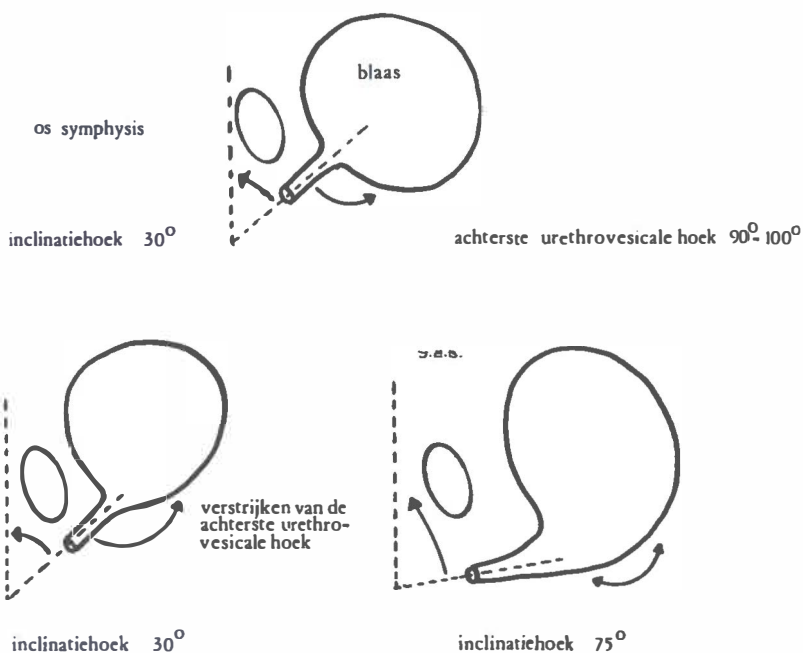 blaas
os symphysis
inclinatiehoek 30°
achterste urethrovesicale hoek 90°-100°
verstrijken van de
achterste urethro-
vesicale hoek
inclinatiehoek 30°
inclinatiehoek 75°